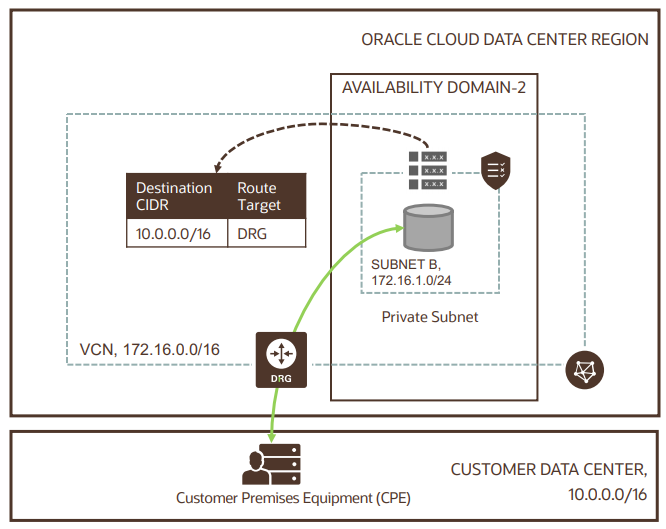 ORACLE CLOUD DATA CENTER REGION
AVAILABILITY DOMAIN-2
x.x.x
x.x.x
x.x.x
Destination CIDR
Route Target
10.0.0.0/16
DRG
SUBNET B,
172.16.1.0/24
Private Subnet
VCN, 172.16.0.0/16
DRG
CUSTOMER DATA CENTER,
10.0.0.0/16
Customer Premises Equipment (CPE)